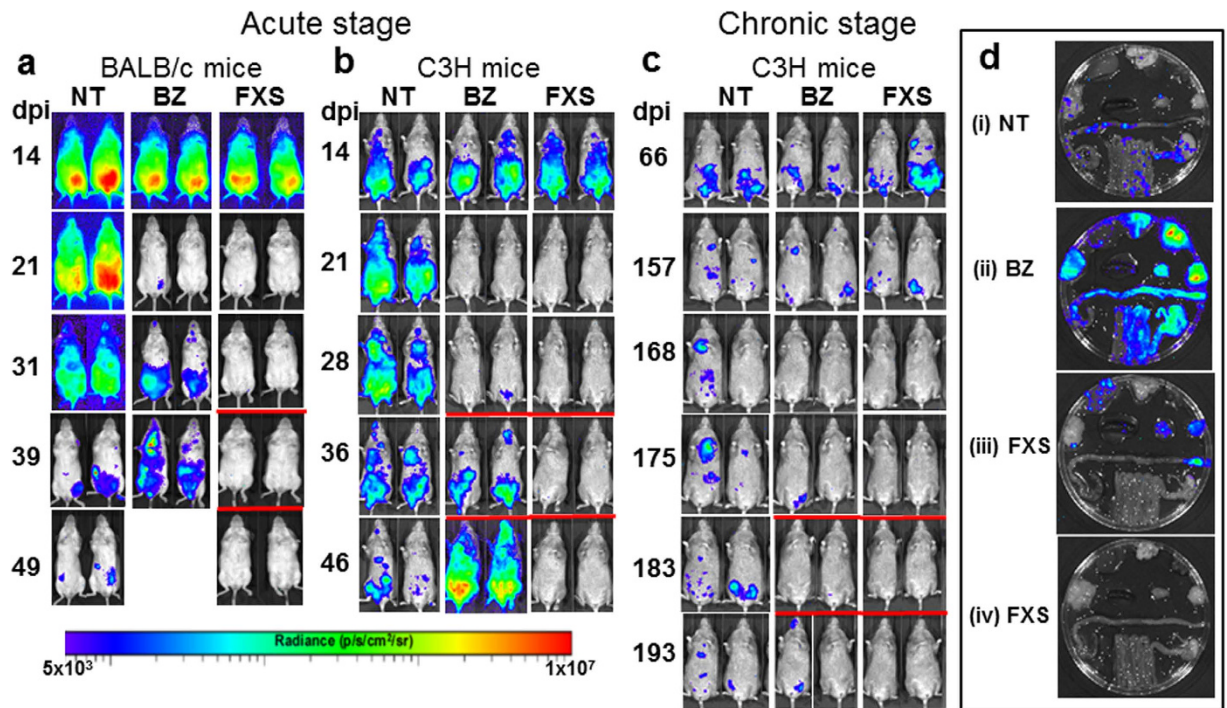 Acute stage
Chronic stage
a BALB/c mice
b C3H mice
c C3H mice
d
dpi NT BZ FXS
NT BZ FXS
dpi NT BZ FXS
14
21
31
39
49
14
21
28
36
46
66
157
168
175
183
193
(i) NT
(ii) BZ
(iii) FXS
(iv) FXS
Radiance (p/s/cm²/sr)
5x10³ 1x10⁷